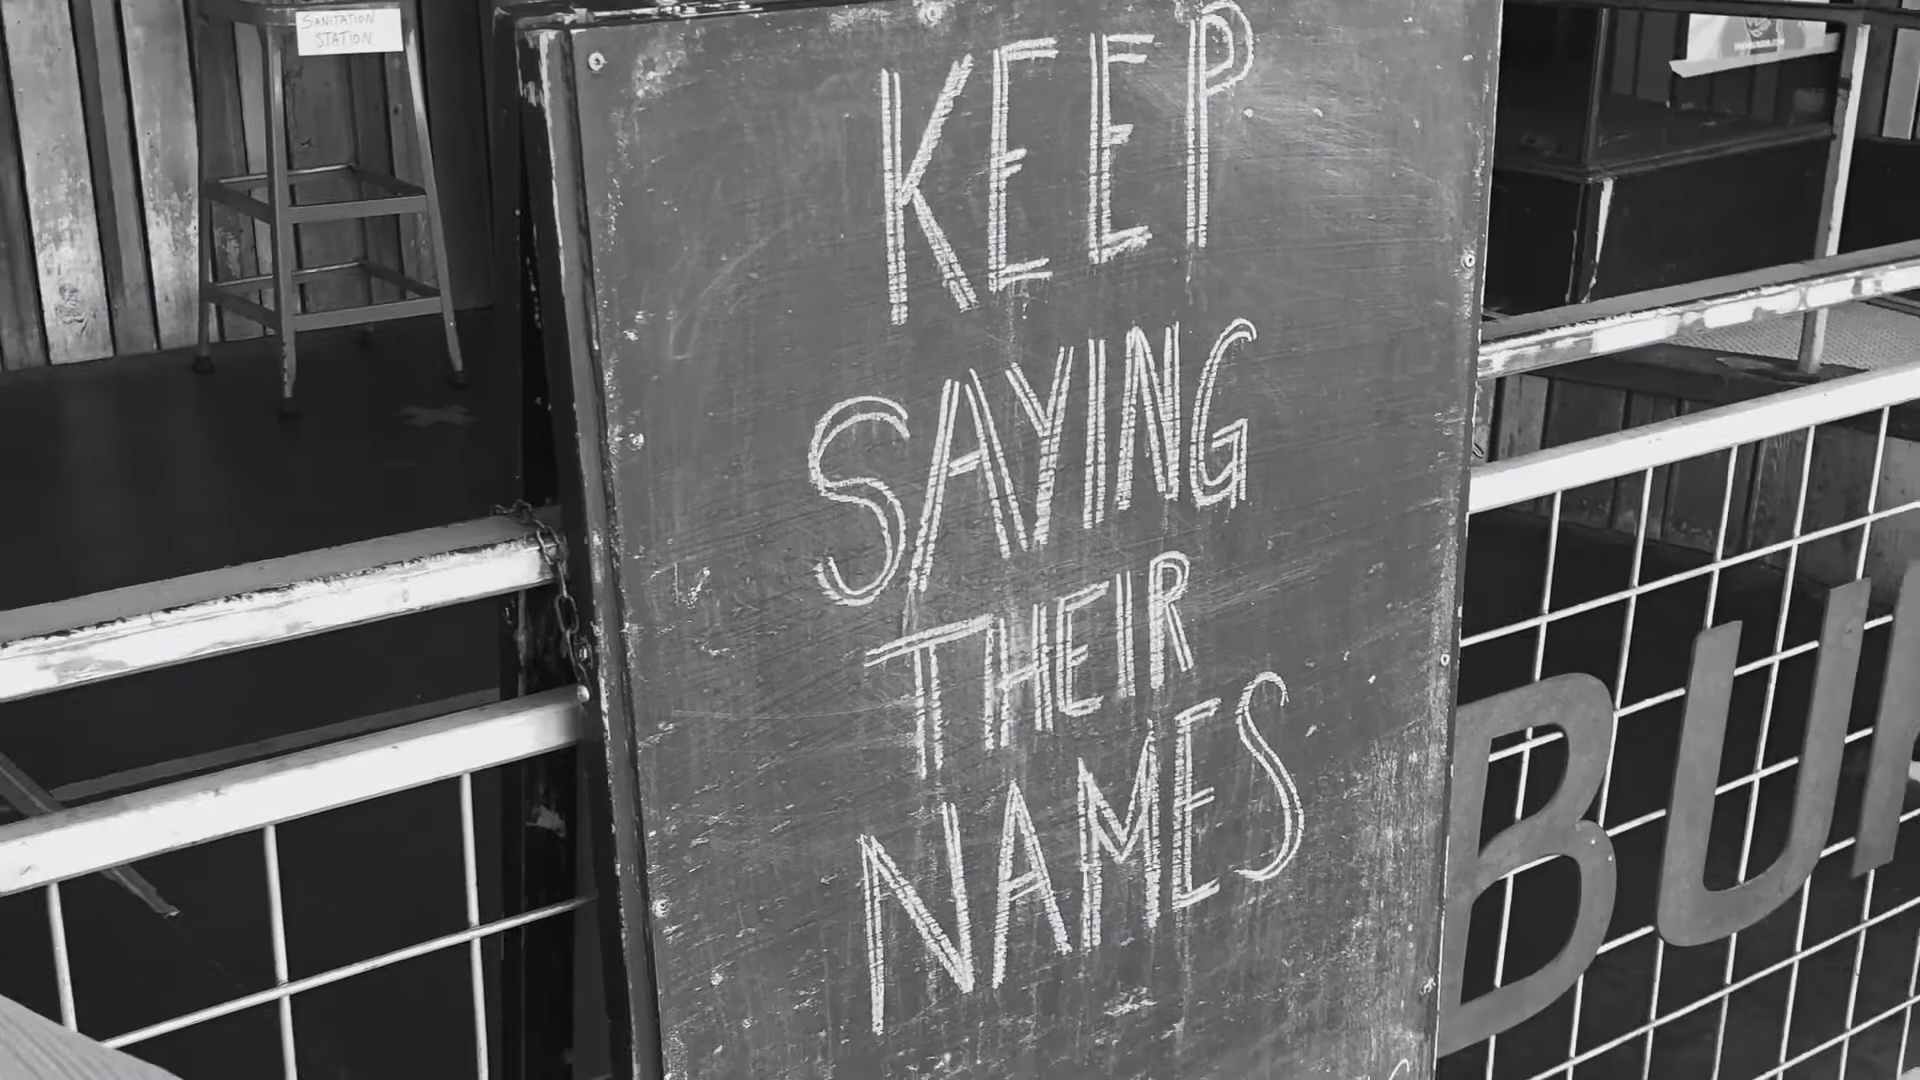 SANITATION
STATION
KEEP
SAYING
THEIR
NAMES
BU